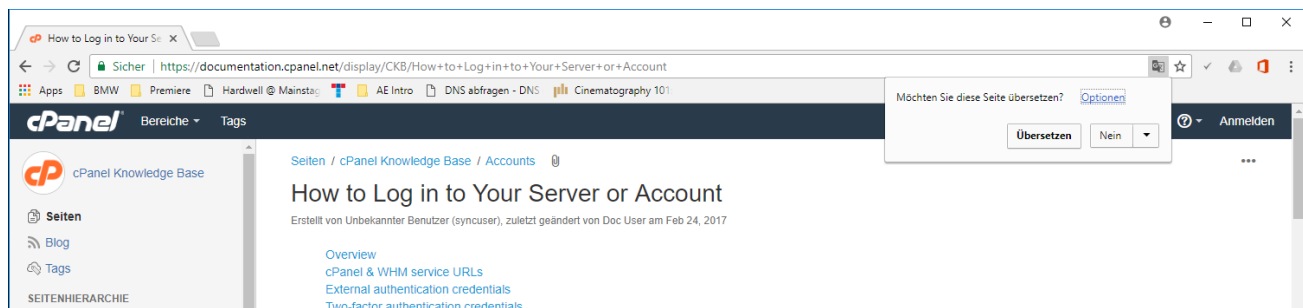 How to Log in to Your Se
Sicher | https://documentation.cpanel.net/display/CKB/How+to+Log+in+to+Your+Server+or+Account
Apps BMW Premiere Hardwell @ Mainstag AE Intro DNS abfragen - DNS Cinematography 101:
Möchten Sie diese Seite übersetzen? Optionen
Übersetzen Nein
cPanel Bereiche Tags Anmelden
cPanel Knowledge Base
Seiten
Blog
Tags
SEITENHIERARCHIE
Seiten / cPanel Knowledge Base / Accounts
How to Log in to Your Server or Account
Erstellt von Unbekannter Benutzer (syncuser), zuletzt geändert von Doc User am Feb 24, 2017
Overview
cPanel & WHM service URLs
External authentication credentials
Two-factor authentication credentials